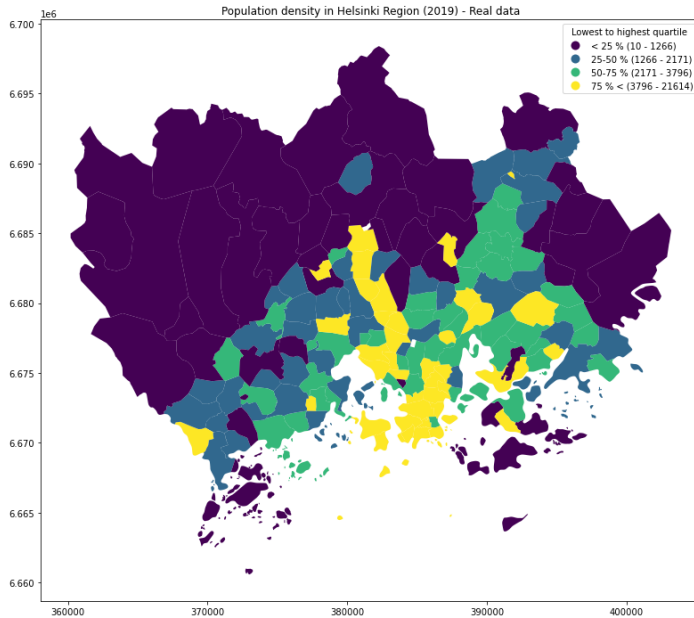 Population density in Helsinki Region (2019) - Real data
1e6
Lowest to highest quartile
< 25 % (10 - 1266)
25-50 % (1266 - 2171)
50-75 % (2171 - 3796)
75 % < (3796 - 21614)
6.700
6.695
6.690
6.685
6.680
6.675
6.670
6.665
6.660
360000 370000 380000 390000 400000